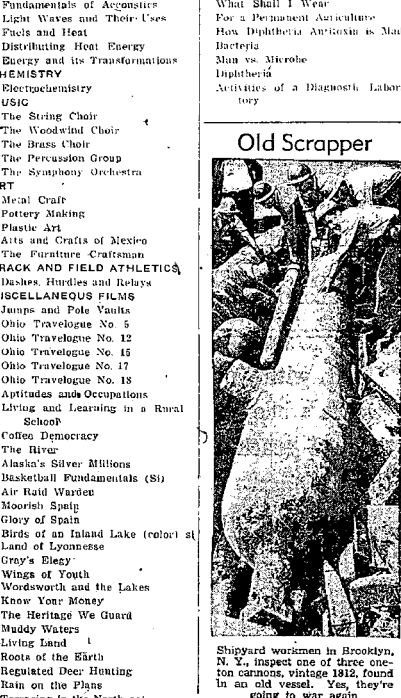 Fundamentals of Accoustics
Light Waves and Their Uses
Fuels and Heat
Distributing Heat Energy
Energy and its Transformations
HEMISTRY
Electrochemistry
USIC
The String Choir
The Woodwind Choir
The Brass Choir
The Percussion Group
The Symphony Orchestra
RT
Metal Craft
Pottery Making
Plastic Art
Arts and Crafts of Mexico
The Furniture Craftsman
RACK AND FIELD ATHLETICS
Dashes, Hurdles and Relays
ISCELLANEOUS FILMS
Jumps and Pole Vaults
Ohio Travelogue No. 5
Ohio Travelogue No. 12
Ohio Travelogue No. 15
Ohio Travelogue No. 17
Ohio Travelogue No. 18
Aptitudes and Occupations
Living and Learning in a Rural
School
Coffee Democracy
The River
Alaska's Silver Millions
Basketball Fundamentals (Si)
Air Raid Warden
Moorish Spain
Glory of Spain
Birds of an Inland Lake (color) s
Land of Lyonnesse
Gray's Elegy
Wings of Youth
Wordsworth and the Lakes
Know Your Money
The Heritage We Guard
Muddy Waters
Living Land
Roots of the Earth
Regulated Deer Hunting
Rain on the Plans
in the North
What Shall I Wear
For a Permanent Agriculture
How Diphtheria Antitoxin is Mad
Bacteria
Man vs. Microbe
Diphtheria
Activities of a Diagnostic Labor
tory
Old Scrapper
Shipyard workmen in Brooklyn,
N. Y., inspect one of three one-
ton cannons, vintage 1812, found
in an old vessel. Yes, they're
going to war again